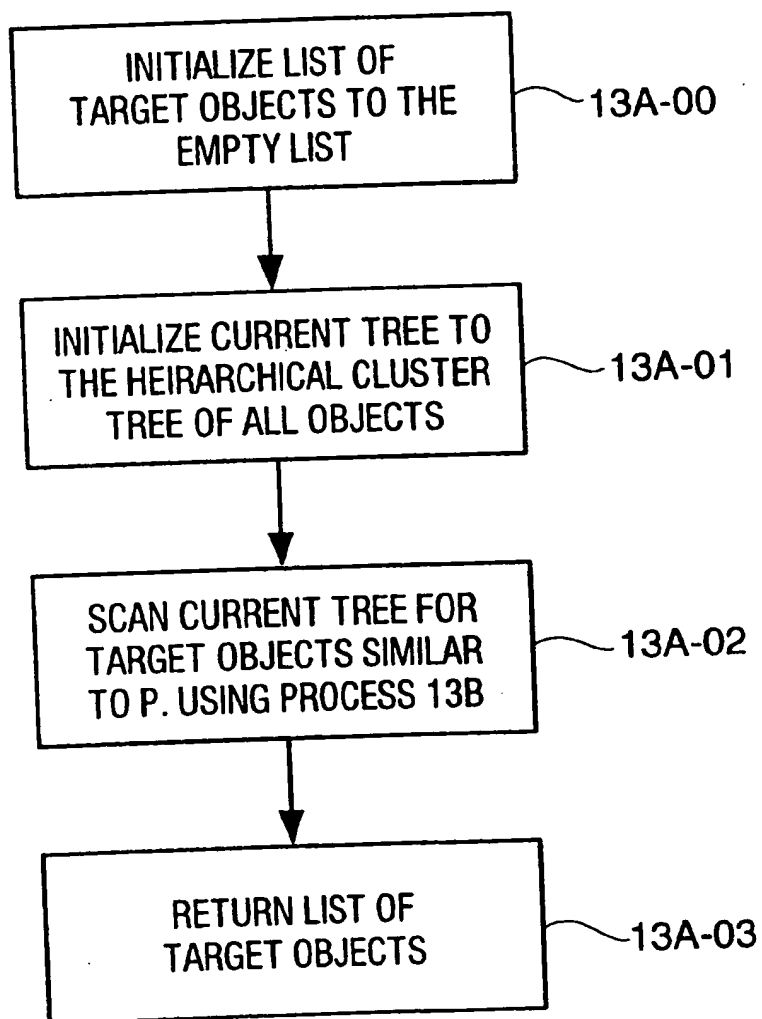 INITIALIZE LIST OF
TARGET OBJECTS TO THE
EMPTY LIST
13A-00
INITIALIZE CURRENT TREE TO
THE HEIRARCHICAL CLUSTER
TREE OF ALL OBJECTS
13A-01
SCAN CURRENT TREE FOR
TARGET OBJECTS SIMILAR
TO P. USING PROCESS 13B
13A-02
RETURN LIST OF
TARGET OBJECTS
13A-03